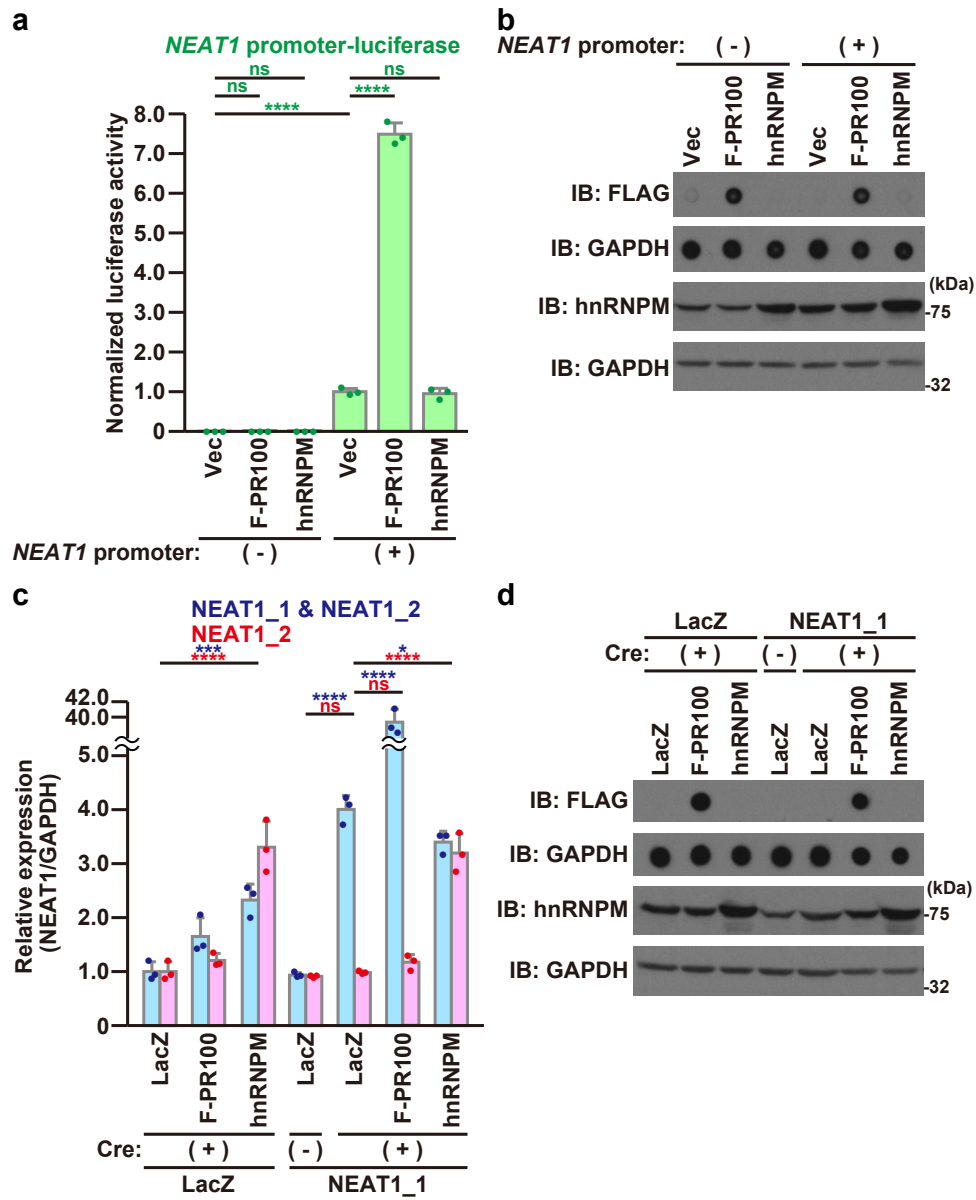 a
NEAT1 promoter-luciferase
ns
ns
ns
****
****
Normalized luciferase activity
8.0
7.0
6.0
5.0
4.0
3.0
2.0
1.0
0
Vec
F-PR100
hnRNPM
Vec
F-PR100
hnRNPM
NEAT1 promoter: ( - ) ( + )
b
NEAT1 promoter: ( - ) ( + )
Vec
F-PR100
hnRNPM
Vec
F-PR100
hnRNPM
IB: FLAG
IB: GAPDH
(kDa)
IB: hnRNPM
-75
IB: GAPDH
-32
c
NEAT1_1 & NEAT1_2
NEAT1_2
***
****
*
****
****
ns
****
ns
Relative expression
(NEAT1/GAPDH)
42.0
40.0
5.0
4.0
3.0
2.0
1.0
0
LacZ
F-PR100
hnRNPM
LacZ
LacZ
F-PR100
hnRNPM
Cre: ( + ) ( - ) ( + )
LacZ NEAT1_1
d
LacZ NEAT1_1
Cre: ( + ) ( - ) ( + )
LacZ
F-PR100
hnRNPM
LacZ
LacZ
F-PR100
hnRNPM
IB: FLAG
IB: GAPDH
(kDa)
IB: hnRNPM
-75
IB: GAPDH
-32